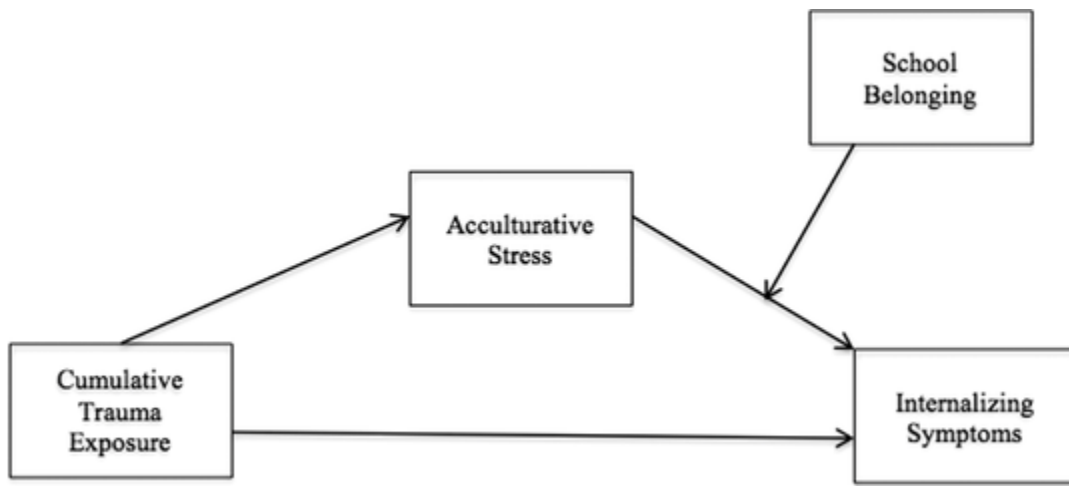 School
Belonging
Acculturative
Stress
Cumulative
Trauma
Exposure
Internalizing
Symptoms